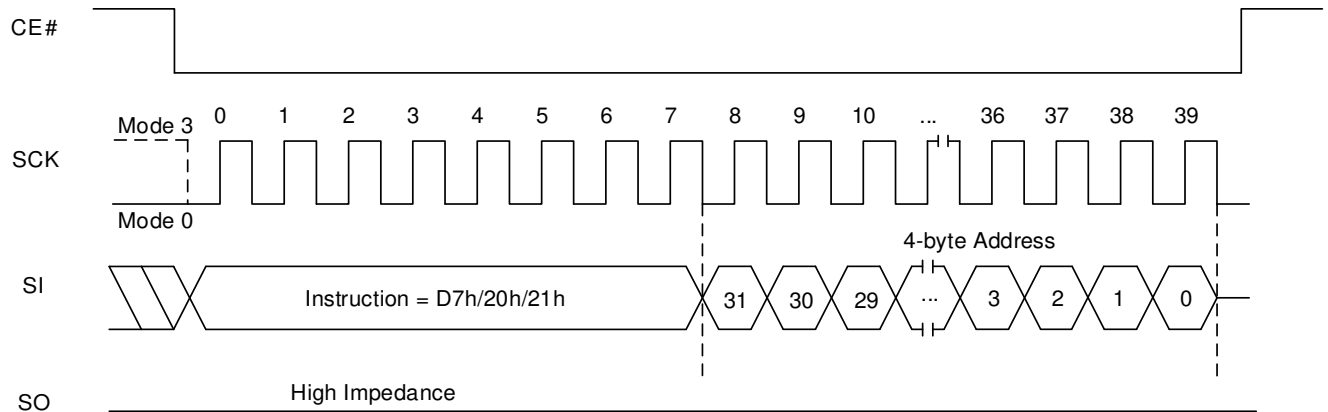 CE#
0 1 2 3 4 5 6 7 8 9 10 ... 36 37 38 39
Mode 3
SCK
Mode 0
4-byte Address
SI
Instruction = D7h/20h/21h 31 30 29 ... 3 2 1 0
High Impedance
SO